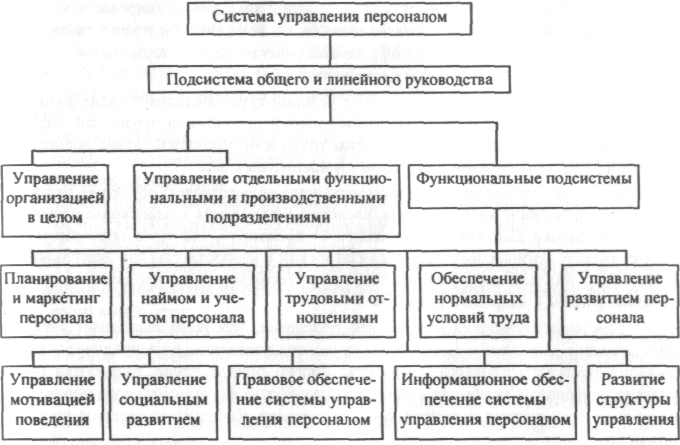 Система управления персоналом
Подсистема общего и линейного руководства
Управление
организацией
в целом
Управление отдельными функцио-
нальными и производственными
подразделениями
Функциональные подсистемы
Планирование
и маркетинг
персонала
Управление
наймом и уче-
том персонала
Управление
трудовыми от-
ношениями
Обеспечение
нормальных
условий труда
Управление
развитием пер-
сонала
Управление
мотивацией
поведения
Управление
социальным
развитием
Правовое обеспече-
ние системы управ-
ления персоналом
Информационное обес-
печение системы
управления персоналом
Развитие
структуры
управления